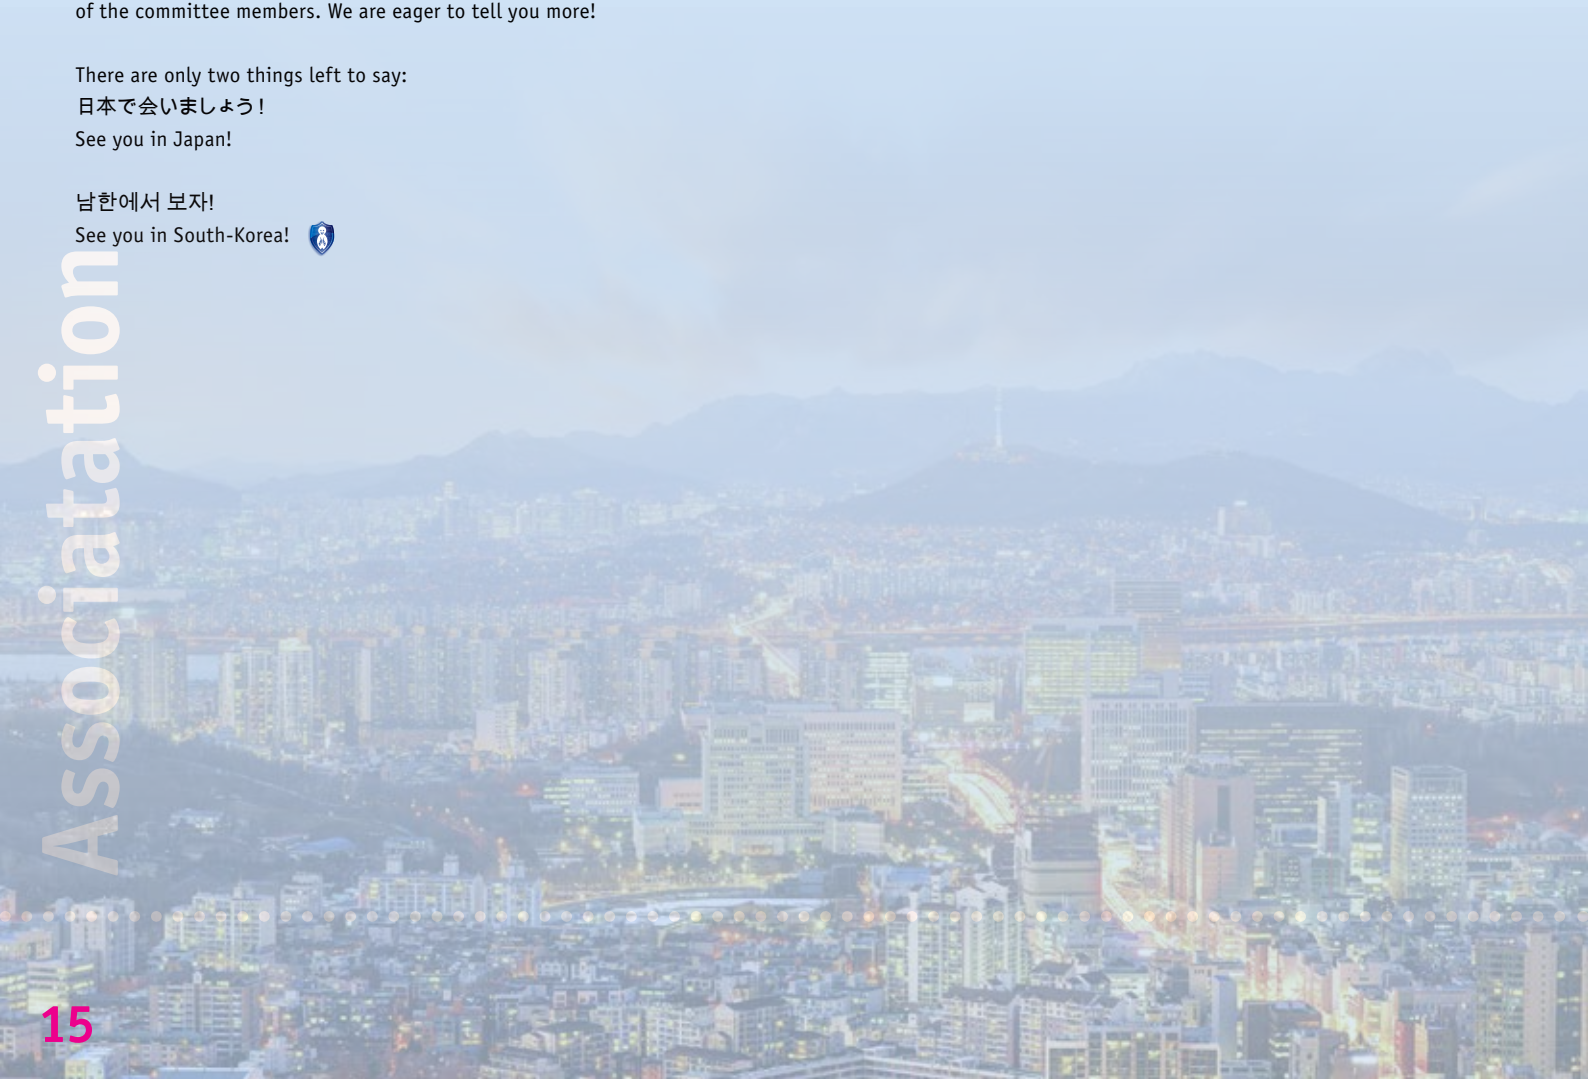 of the committee members. We are eager to tell you more!
There are only two things left to say:
日本で会いましょう!
See you in Japan!
남한에서 보자!
See you in South-Korea!
Associatation
15